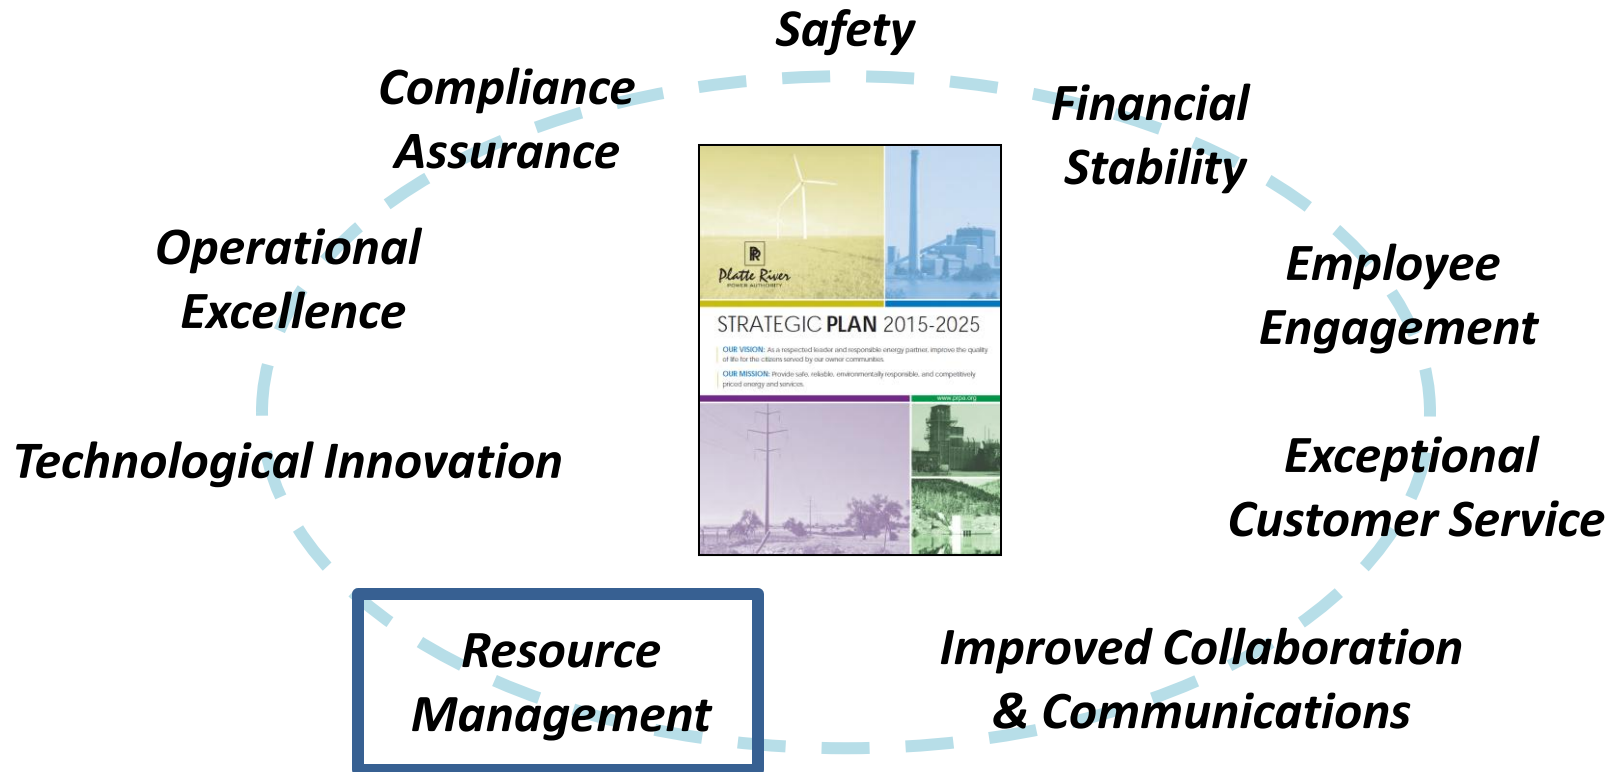 Safety
Compliance
Assurance
Financial
Stability
Operational
Excellence
Employee
Engagement
Technological Innovation
Exceptional
Customer Service
Resource
Management
Improved Collaboration
& Communications
Platte River
POWER AUTHORITY
STRATEGIC PLAN 2015-2025
OUR VISION: As a respected leader and responsible energy partner, improve the quality
of life for the citizens served by our owner communities.
OUR MISSION: Provide safe, reliable, environmentally responsible, and competitively
priced energy and services.
www.prpa.org